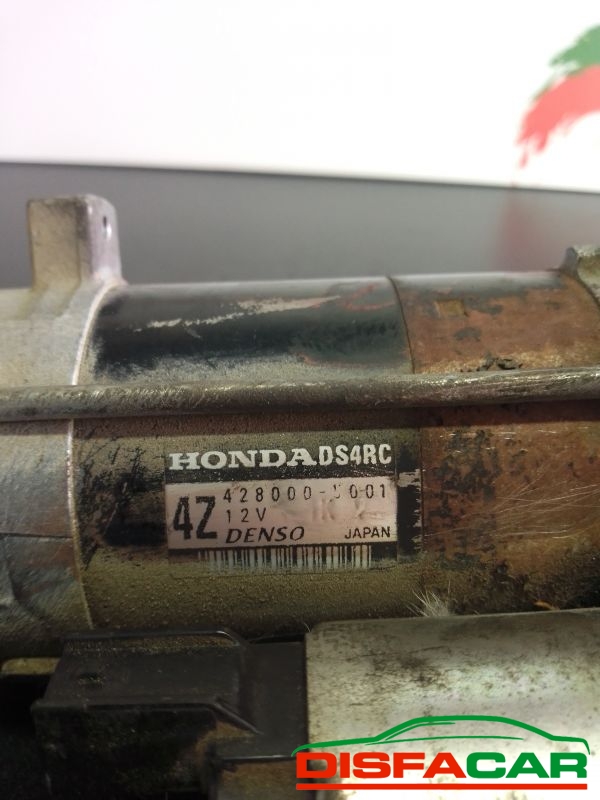 HONDA DS4RC
4Z
12V
DENSO JAPAN
DISFACAR